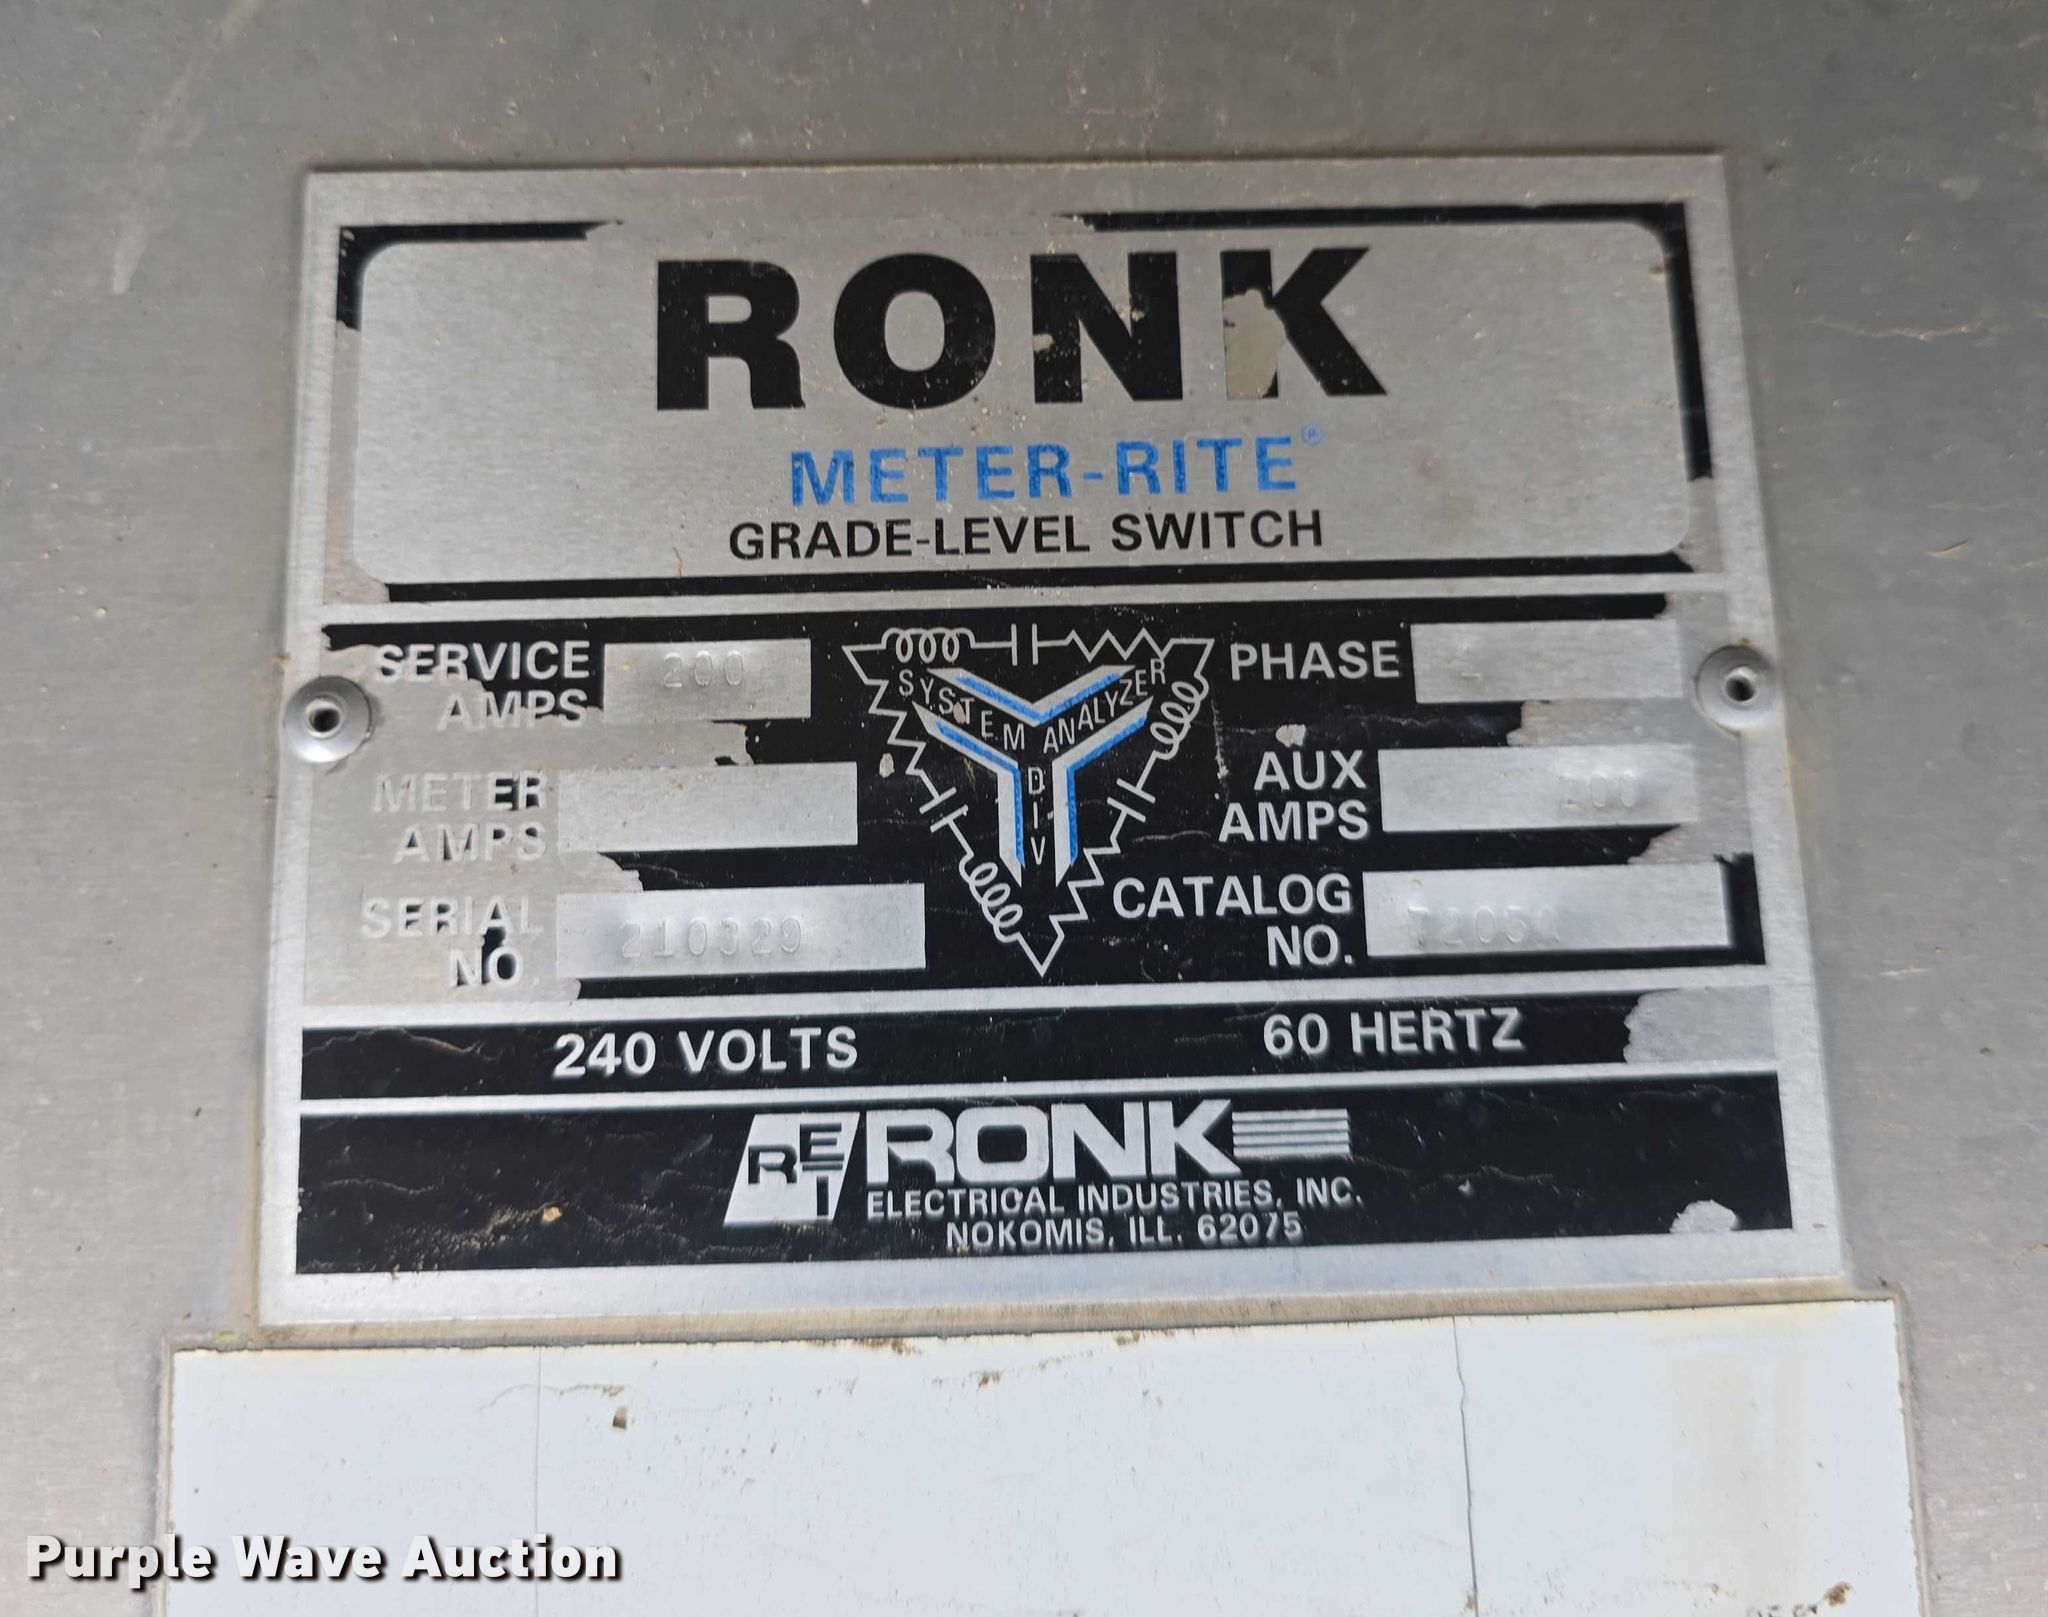 RONK
METER-RITE®
GRADE-LEVEL SWITCH
SERVICE AMPS 200
PHASE
METER AMPS
AUX AMPS 200
SERIAL NO. 210329
CATALOG NO.
SYSTEM ANALYZER DIV
240 VOLTS 60 HERTZ
REI RONK
ELECTRICAL INDUSTRIES, INC.
NOKOMIS, ILL. 62075
Purple Wave Auction